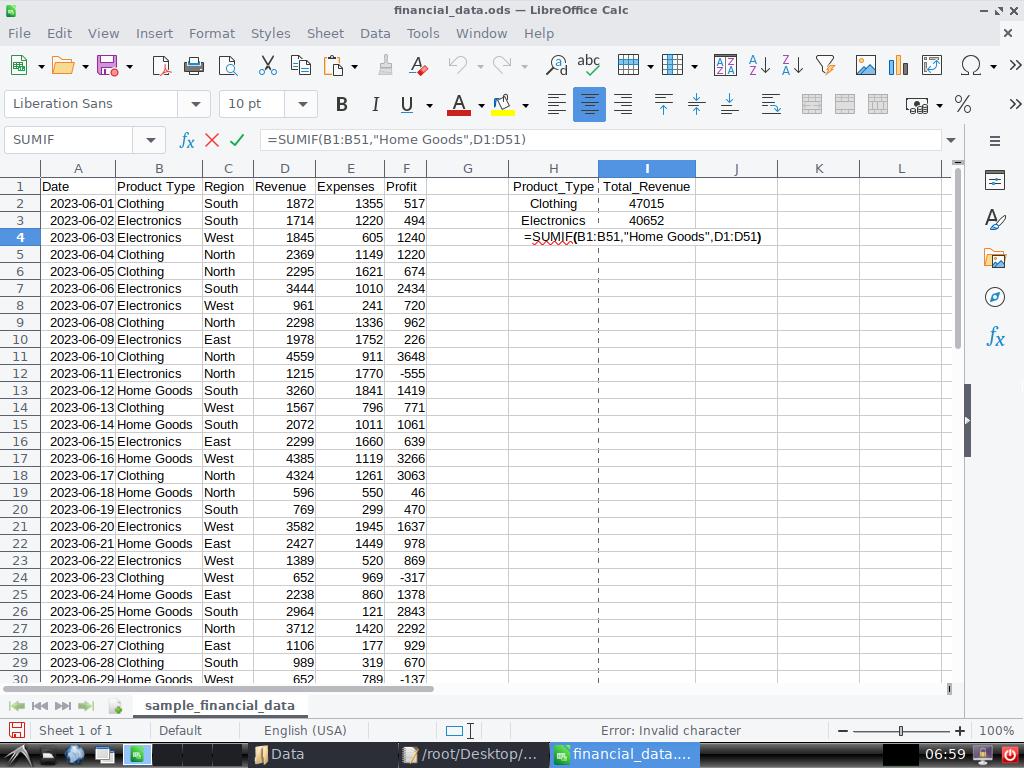 financial_data.ods — LibreOffice Calc
File Edit View Insert Format Styles Sheet Data Tools Window Help
Liberation Sans 10 pt
SUMIF =SUMIF(B1:B51,"Home Goods",D1:D51)
A B C D E F G H I J K L
1 Date Product Type Region Revenue Expenses Profit Product_Type Total_Revenue
2 2023-06-01 Clothing South 1872 1355 517 Clothing 47015
3 2023-06-02 Electronics South 1714 1220 494 Electronics 40652
4 2023-06-03 Electronics West 1845 605 1240 =SUMIF(B1:B51,"Home Goods",D1:D51)
5 2023-06-04 Clothing North 2369 1149 1220
6 2023-06-05 Clothing North 2295 1621 674
7 2023-06-06 Electronics South 3444 1010 2434
8 2023-06-07 Electronics West 961 241 720
9 2023-06-08 Clothing North 2298 1336 962
10 2023-06-09 Electronics East 1978 1752 226
11 2023-06-10 Clothing North 4559 911 3648
12 2023-06-11 Electronics North 1215 1770 -555
13 2023-06-12 Home Goods South 3260 1841 1419
14 2023-06-13 Clothing West 1567 796 771
15 2023-06-14 Home Goods South 2072 1011 1061
16 2023-06-15 Electronics East 2299 1660 639
17 2023-06-16 Home Goods West 4385 1119 3266
18 2023-06-17 Clothing North 4324 1261 3063
19 2023-06-18 Home Goods North 596 550 46
20 2023-06-19 Electronics South 769 299 470
21 2023-06-20 Electronics West 3582 1945 1637
22 2023-06-21 Home Goods East 2427 1449 978
23 2023-06-22 Electronics West 1389 520 869
24 2023-06-23 Clothing West 652 969 -317
25 2023-06-24 Home Goods East 2238 860 1378
26 2023-06-25 Home Goods South 2964 121 2843
27 2023-06-26 Electronics North 3712 1420 2292
28 2023-06-27 Clothing East 1106 177 929
29 2023-06-28 Clothing South 989 319 670
30 2023-06-29 Home Goods West 652 789 -137
sample_financial_data
Sheet 1 of 1 Default English (USA) Error: Invalid character 100%
Data /root/Desktop/... financial_data.... 06:59